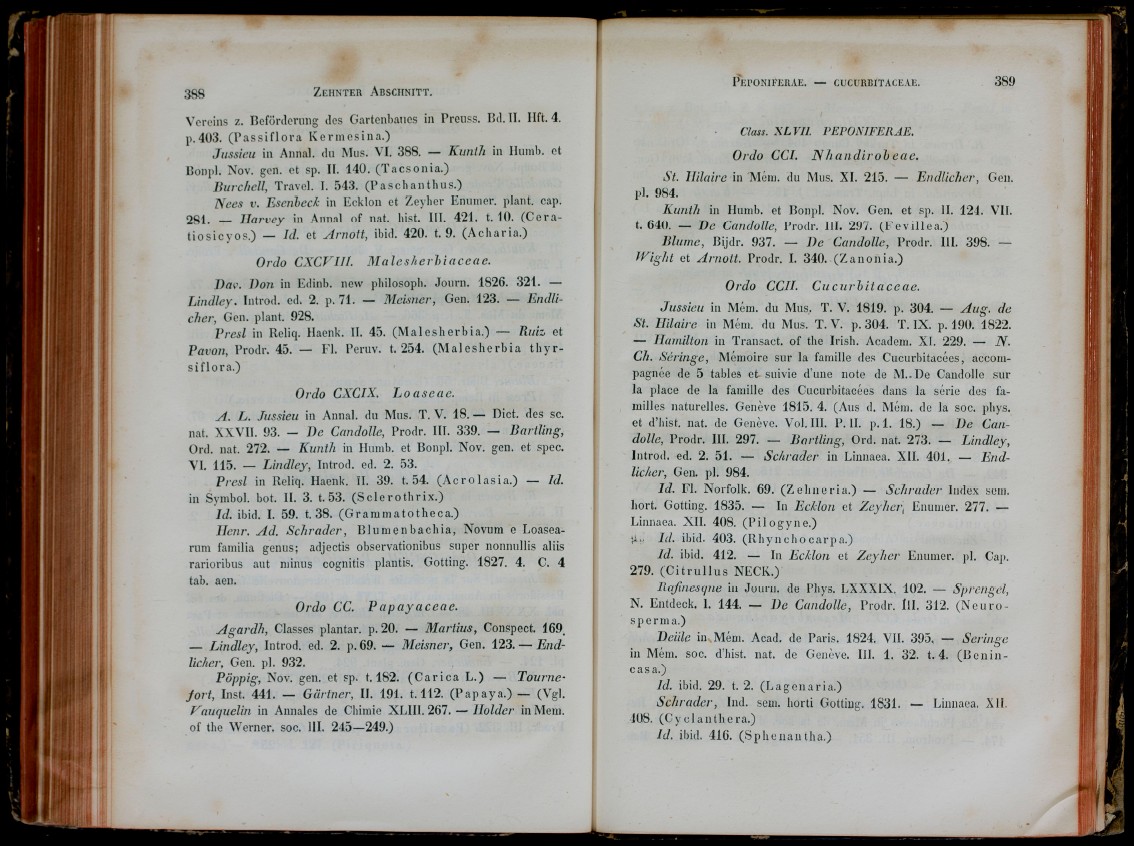 388
ZEHNTER ABSCHNITT.
Vereins z. Beförderung des Gartenbaues in Preuss. Bd. II. Hft. 4.
p. 403. (Passiflora Kermesina.)
Jussieu in Annal. du Mus. VI. 388. — Kunth in Humb. et
Bonpl. Nov. gen. et sp. II. 140. (Tacsonia.)
Burchell, Travel. I. 543. (Paschanthus.)
Nees v. Esenbeck in Ecklon et Zeyher Enumer. plant. cap.
281. — Harvey in Annal of nat. hist. III. 421. t. 10. (Cera-
tiosicyos.) — Id. et Arnott, ibid. 420. t. 9. (Acharia.)
Ordo CXCVIII. Malesherbiaceae.
Dav. Don in Edinb. new philosoph. Journ. 1826. 321. —
Lindley. Introd. ed. 2. p. 71. — Meisner, Gen. 123. — Endli-
cher, Gen. plant. 928.
Presl in Reliq. Haenk. II. 45. (Malesherbia.) — Ruiz et
Pavon, Prodr. 45. — Fl. Peruv. t. 254. (Malesherbia thyr-
siflora.)
Ordo CXCIX. Loaseae.
A. L. Jussieu in Annal. du Mus. T. V. 18. — Dict. des sc.
nat. XXVII. 93. — De Candolle, Prodr. III. 339. — Bartling,
Ord. nat. 272. — Kunth in Humb. et Bonpl. Nov. gen. et spec.
VI. 115. — Lindley, Introd. ed. 2. 53.
Presl in Reliq. Haenk. II. 39. t. 54. (Acrolasia.) — Id.
in Symbol. bot. II. 3. t. 53. (Sclerothrix.)
Id. ibid. I. 59. t. 38. (Grammatotheca.)
Henr. Ad. Schrader, Blumenbachia, Novum e Loasea-
rum familia genus; adjectis observationibus super nonnullis aliis
rarioribus aut minus cognitis plantis. Gotting. 1827. 4. C. 4
tab. aen.
Ordo CC. Papayaceae.
Agardh, Classes plantar. p. 20. — Martius, Conspect. 169.
— Lindley, Introd. ed. 2. p. 69. — Meisner, Gen. 123. — End-
licher, Gen. pl. 932.
Pöppig, Nov. gen. et sp. t. 182. (Carica L.) — Tourne-
fort, Inst. 441. — Gärtner, II. 191. t. 112. (Papaya.) — (Vgl.
Vauquelin in Annales de Chimie XLIII. 267. — Holder in Mem.
of the Werner. soc. III. 245—249.)
PEPONIFERAE. — CUCURBITACEAE.
389
Class. XLVII. PEPONIFERAE.
Ordo CCI. Nhandirobeae.
St. Hilaire in Mém. du Mus. XI. 215. — Endlicher, Gen.
pl. 984.
Kunth in Humb. et Bonpl. Nov. Gen. et sp. II. 124. VII.
t. 640. — De Candolle, Prodr. III. 297. (Fevillea.)
Blume, Bijdr. 937. — De Candolle, Prodr. III. 398. —
Wight et Arnott. Prodr. I. 340. (Zanonia.)
Ordo CCII. Cucurbitaceae.
Jussieu in Mém. du Mus. T. V. 1819. p. 304. — Aug. de
St. Hilaire in Mém. du Mus. T. V. p. 304. T. IX. p. 190. 1822.
— Hamilton in Transact. of the Irish. Academ. XI. 229. — N.
Ch. Séringe, Mémoire sur la famille des Cucurbitacées, accom-
pagnée de 5 tables et suivie d'une note de M. De Candolle sur
la place de la famille des Cucurbitacées dans la série des fa-
milles naturelles. Genève 1815. 4. (Aus d. Mém. de la soc. phys.
et d'hist. nat. de Genève. Vol. III. P. II. p. 1. 18.) — De Can-
dolle, Prodr. III. 297. — Bartling, Ord. nat. 273. — Lindley,
Introd. ed. 2. 51. — Schrader in Linnaea. XII. 401. — End-
licher, Gen. pl. 984.
Id. Fl. Norfolk. 69. (Zehneria.) — Schrader Index sem.
hort. Gotting. 1835. — In Ecklon et Zeyher, Enumer. 277. —
Linnaea. XII. 408. (Pilogyne.)
Id. ibid. 403. (Rhynchocarpa.)
Id. ibid. 412. — In Ecklon et Zeyher Enumer. pl. Cap.
279. (Citrullus NECK.)
Rafinesque in Journ. de Phys. LXXXIX. 102. — Sprengel,
N. Entdeck. I. 144. — De Candolle, Prodr. III. 312. (Neuro-
sperma.)
Delile in Mém. Acad. de Paris. 1824. VII. 395. — Seringe
in Mém. soc. d'hist. nat. de Genève. III. 1. 32. t. 4. (Benin-
casa.)
Id. ibid. 29. t. 2. (Lagenaria.)
Schrader, Ind. sem. horti Gotting. 1831. — Linnaea. XII.
408. (Cyclanthera.)
Id. ibid. 416. (Sphenantha.)